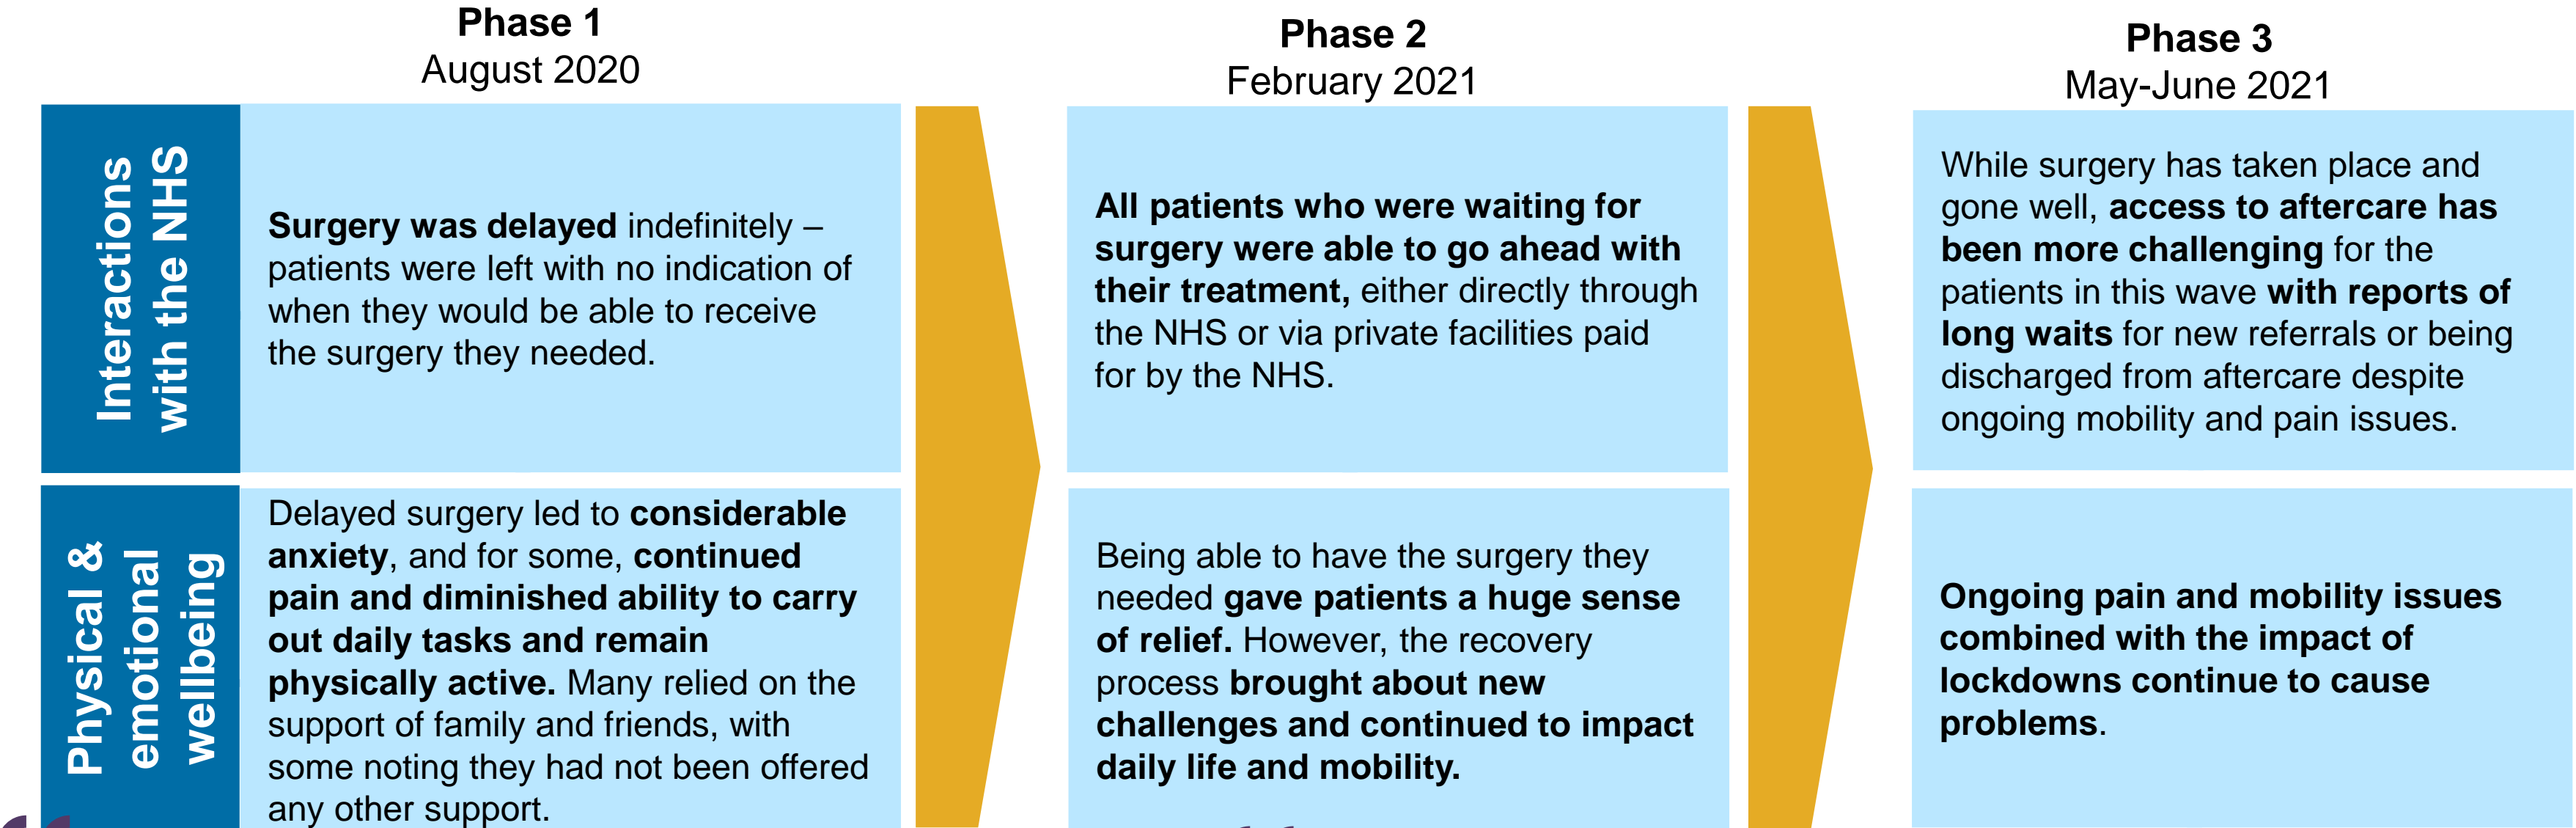 Phase 1
August 2020
Phase 2
February 2021
Phase 3
May-June 2021
Interactions
with the NHS
Surgery was delayed indefinitely –
patients were left with no indication of
when they would be able to receive
the surgery they needed.
All patients who were waiting for
surgery were able to go ahead with
their treatment, either directly through
the NHS or via private facilities paid
for by the NHS.
While surgery has taken place and
gone well, access to aftercare has
been more challenging for the
patients in this wave with reports of
long waits for new referrals or being
discharged from aftercare despite
ongoing mobility and pain issues.
Physical &
emotional
wellbeing
Delayed surgery led to considerable
anxiety, and for some, continued
pain and diminished ability to carry
out daily tasks and remain
physically active. Many relied on the
support of family and friends, with
some noting they had not been offered
any other support.
Being able to have the surgery they
needed gave patients a huge sense
of relief. However, the recovery
process brought about new
challenges and continued to impact
daily life and mobility.
Ongoing pain and mobility issues
combined with the impact of
lockdowns continue to cause
problems.